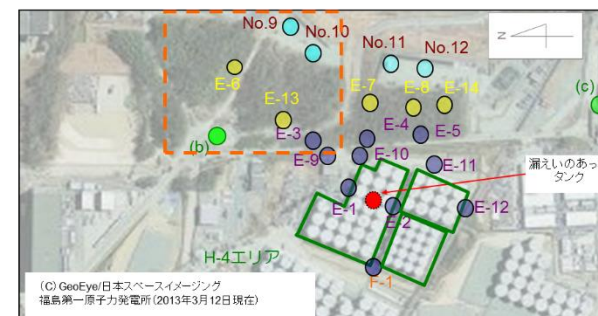 No.9
No.10
No.11
No.12
N
E-6
E-7
E-8
E-14
(c)
E-13
E-3
E-4
E-5
(b)
E-9
E-10
E-11
漏えいのあっ
タンク
E-1
E-2
E-12
H-4エリア
F-1
(C) GeoEye/日本スペースイメージング
福島第一原子力発電所(2013年3月12日現在)